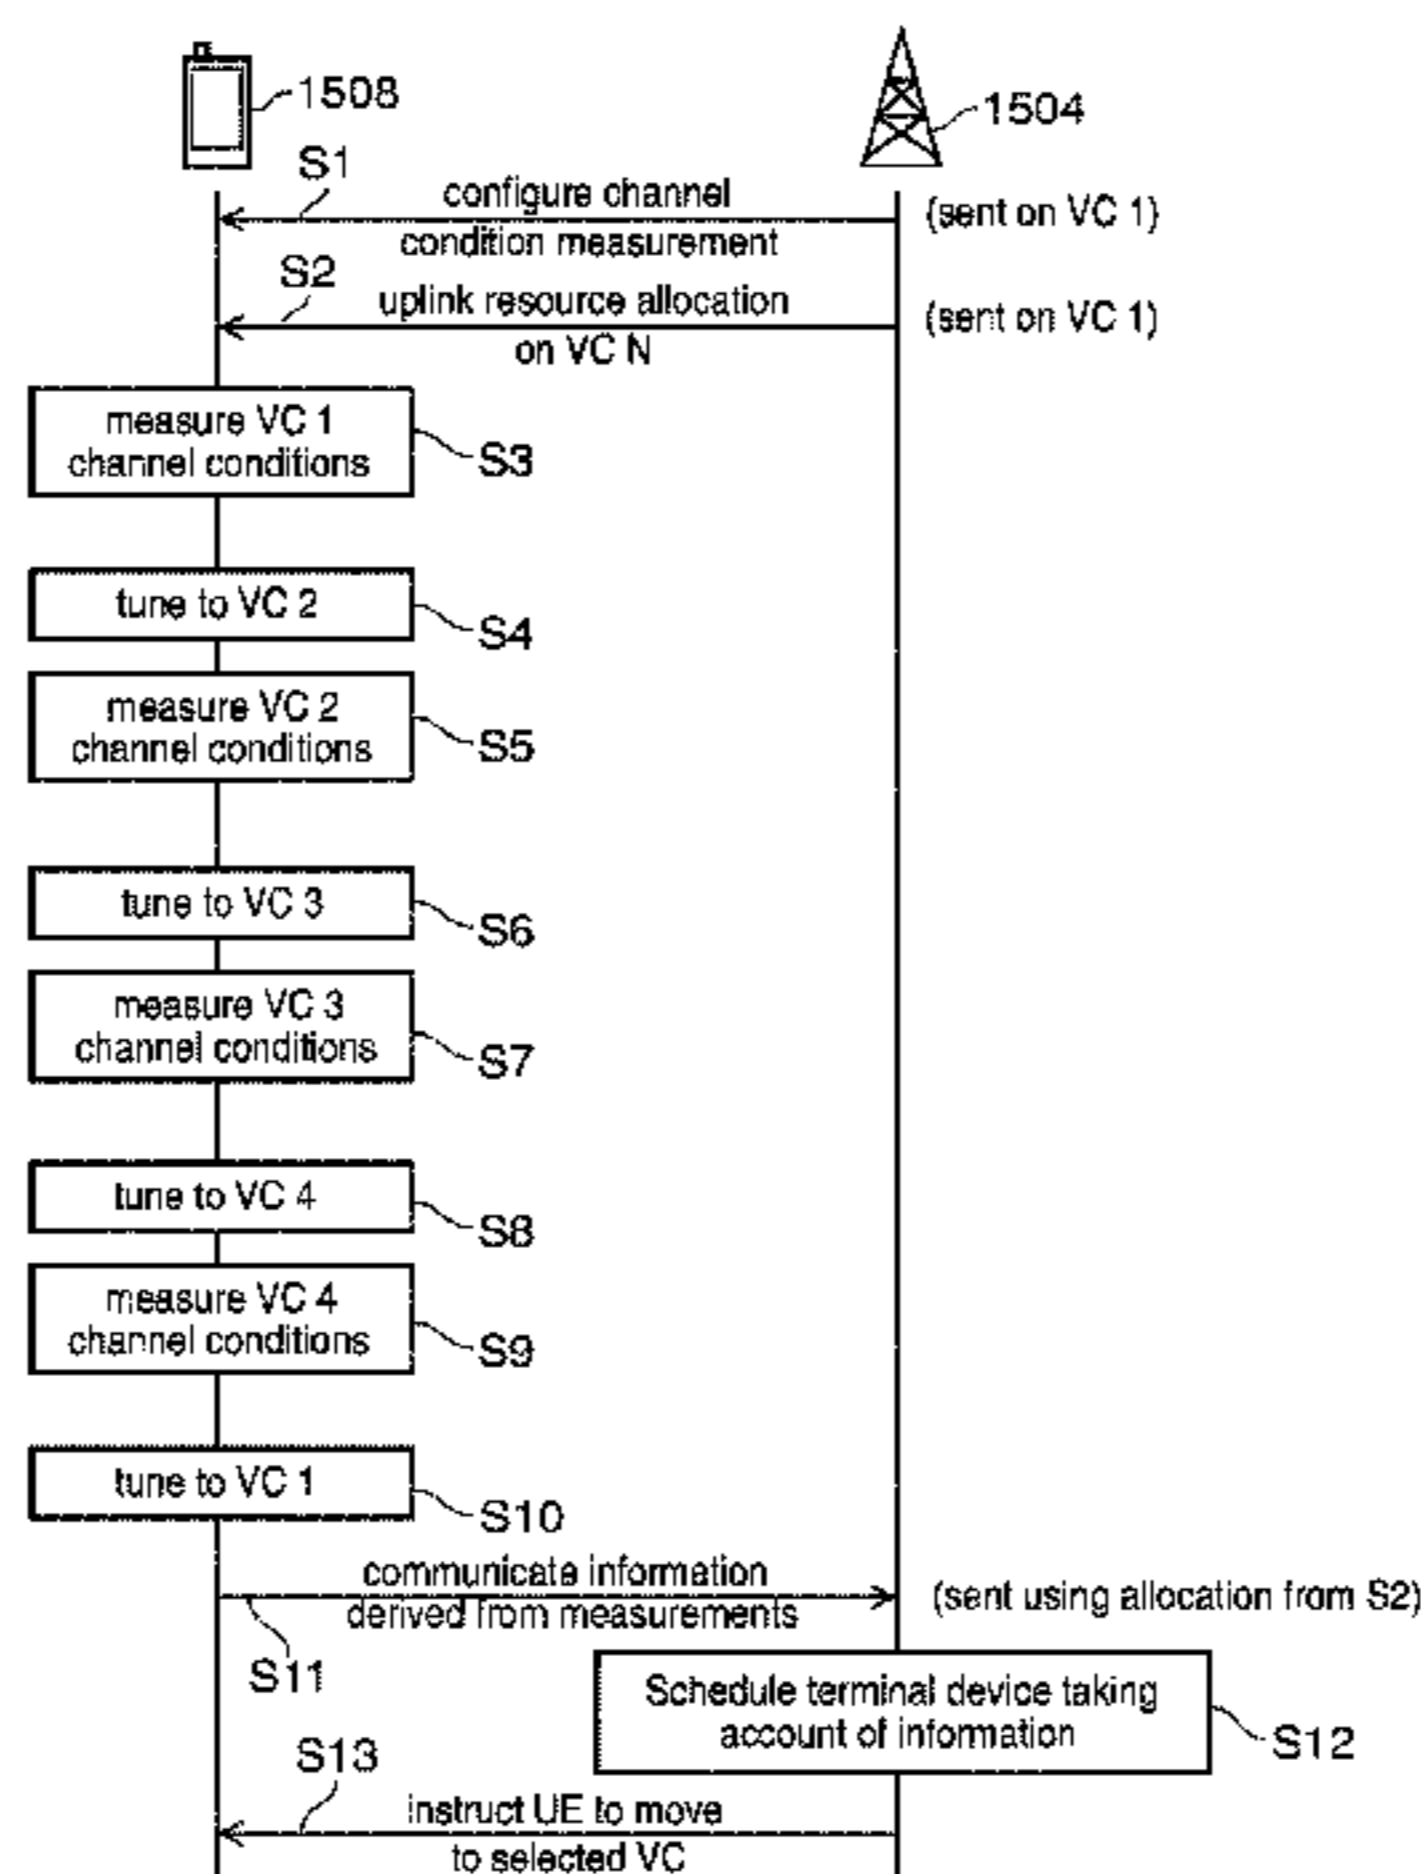 1508
1504
S1
configure channel
condition measurement
(sent on VC 1)
S2
uplink resource allocation
on VC N
(sent on VC 1)
measure VC 1
channel conditions
S3
tune to VC 2
S4
measure VC 2
channel conditions
S5
tune to VC 3
S6
measure VC 3
channel conditions
S7
tune to VC 4
S8
measure VC 4
channel conditions
S9
tune to VC 1
S10
communicate information
derived from measurements
(sent using allocation from S2)
S11
Schedule terminal device taking
account of information
S12
S13
instruct UE to move
to selected VC